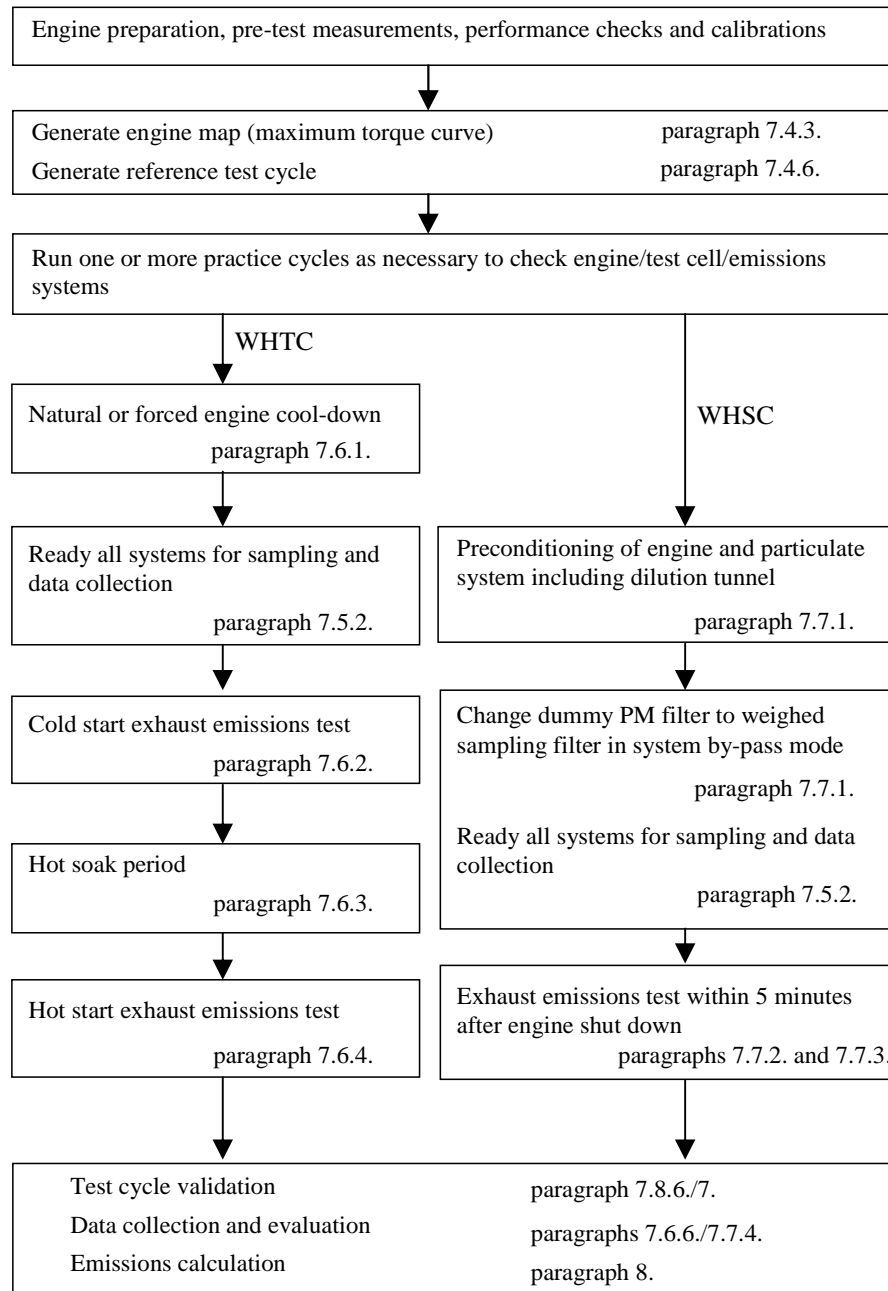 Engine preparation, pre-test measurements, performance checks and calibrations
Generate engine map (maximum torque curve) paragraph 7.4.3.
Generate reference test cycle paragraph 7.4.6.
Run one or more practice cycles as necessary to check engine/test cell/emissions
systems
WHTC
Natural or forced engine cool-down
paragraph 7.6.1.
Ready all systems for sampling and
data collection
paragraph 7.5.2.
Cold start exhaust emissions test
paragraph 7.6.2.
Hot soak period
paragraph 7.6.3.
Hot start exhaust emissions test
paragraph 7.6.4.
WHSC
Preconditioning of engine and particulate
system including dilution tunnel
paragraph 7.7.1.
Change dummy PM filter to weighed
sampling filter in system by-pass mode
paragraph 7.7.1.
Ready all systems for sampling and data
collection
paragraph 7.5.2.
Exhaust emissions test within 5 minutes
after engine shut down
paragraphs 7.7.2. and 7.7.3.
Test cycle validation paragraph 7.8.6./7.
Data collection and evaluation paragraphs 7.6.6./7.7.4.
Emissions calculation paragraph 8.